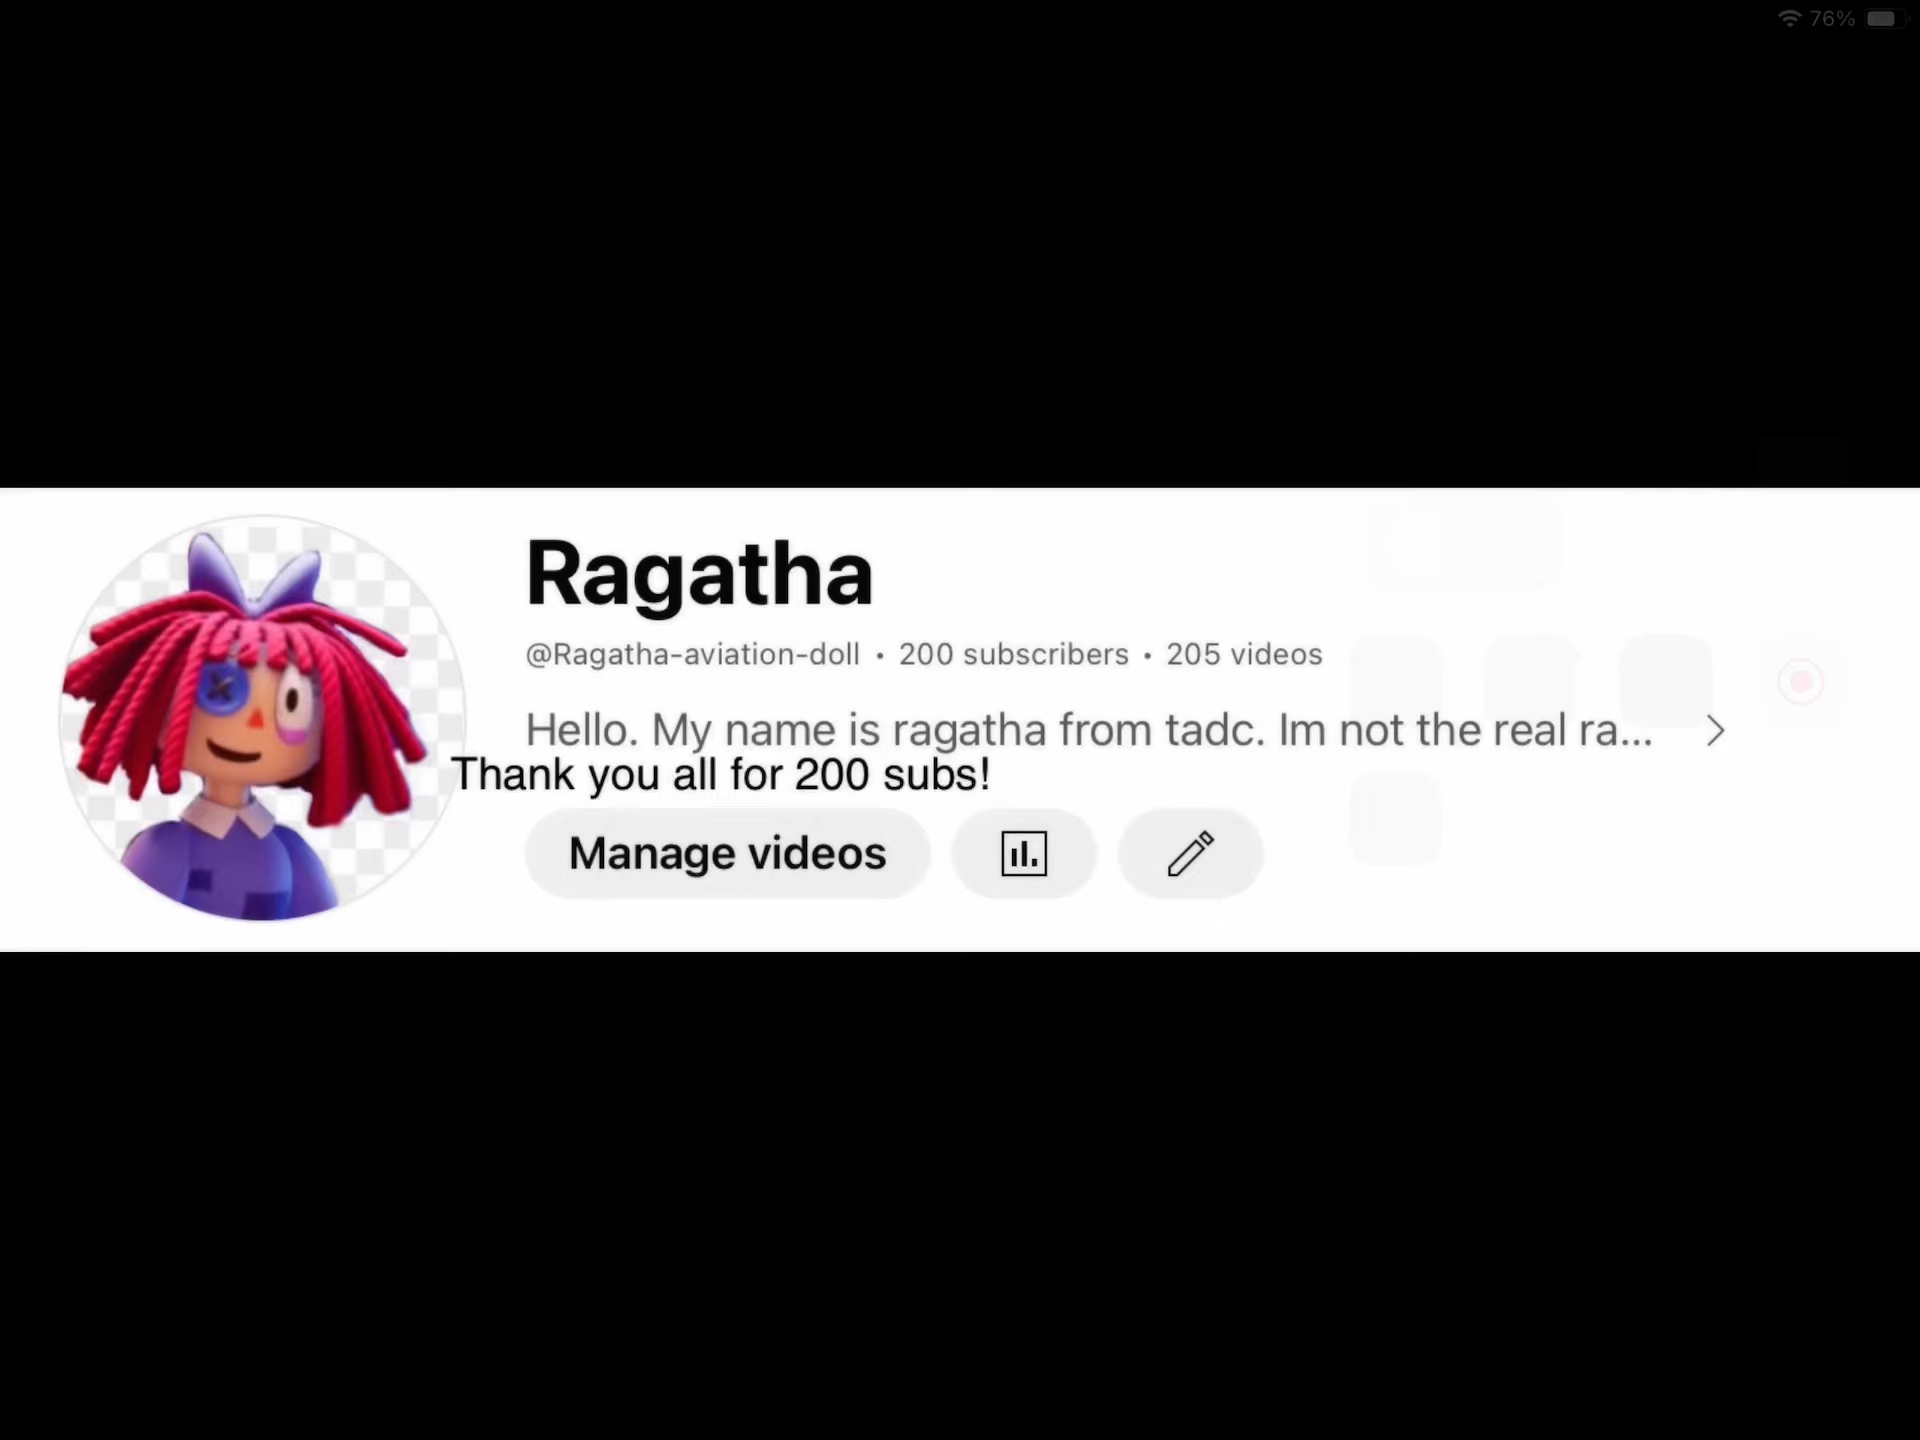 76%
Ragatha
@Ragatha-aviation-doll • 200 subscribers • 205 videos
Hello. My name is ragatha from tadc. Im not the real ra...
Thank you all for 200 subs!
Manage videos